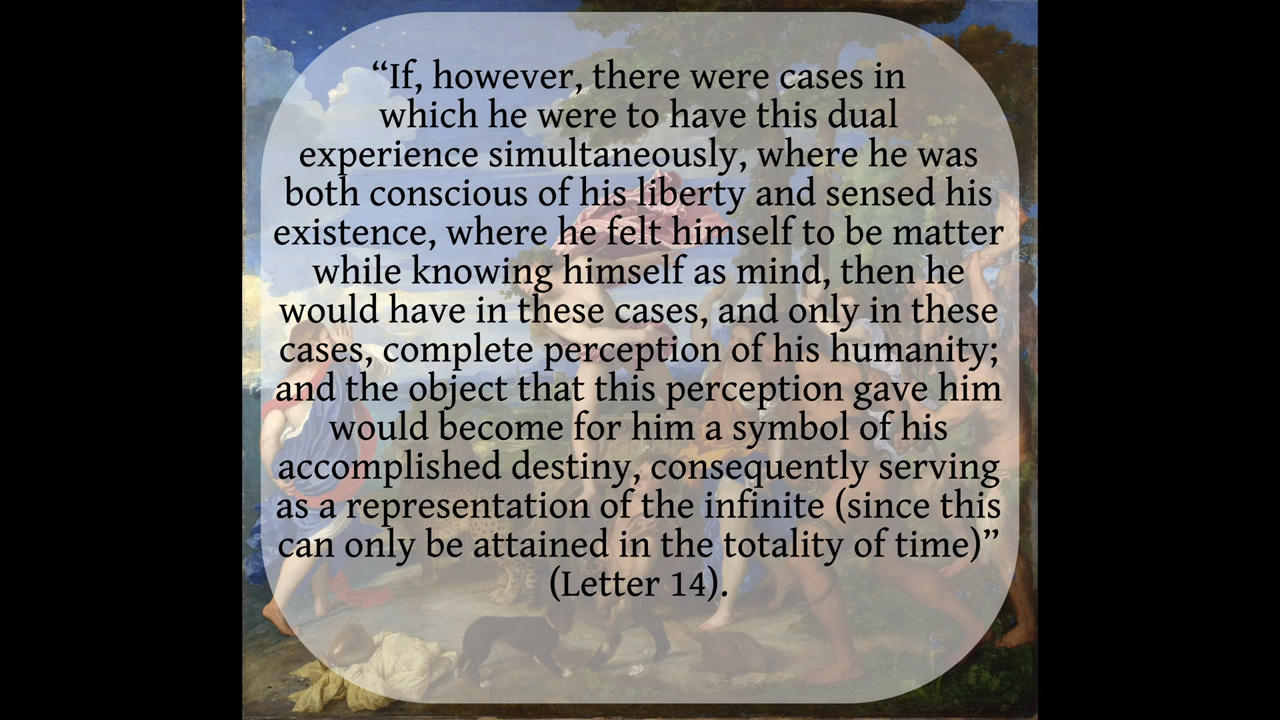 “If, however, there were cases in
which he were to have this dual
experience simultaneously, where he was
both conscious of his liberty and sensed his
existence, where he felt himself to be matter
while knowing himself as mind, then he
would have in these cases, and only in these
cases, complete perception of his humanity;
and the object that this perception gave him
would become for him a symbol of his
accomplished destiny, consequently serving
as a representation of the infinite (since this
can only be attained in the totality of time)”
(Letter 14).